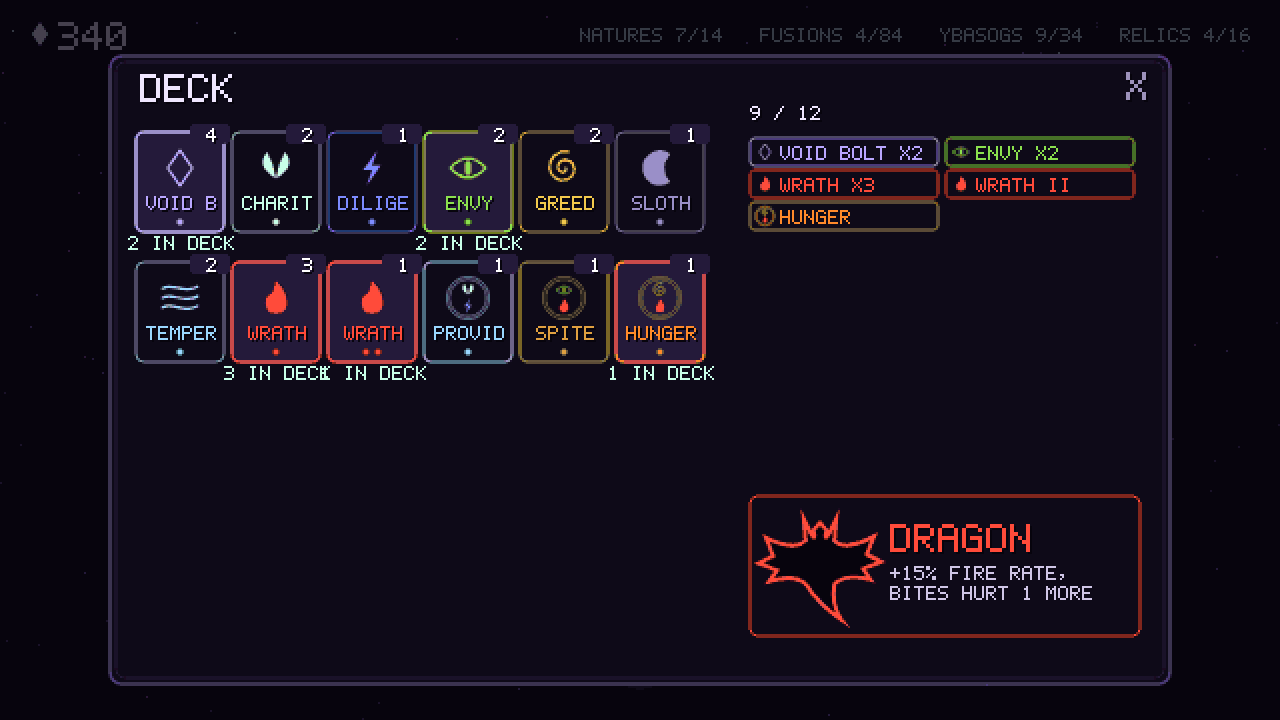 340
NATURES 7/14 FUSIONS 4/84 YBASOGS 9/34 RELICS 4/16
DECK
X
9 / 12
4 2 1 2 2 1
VOID B CHARIT DILIGE ENVY GREED SLOTH
2 IN DECK 2 IN DECK
2 3 1 1 1 1
TEMPER WRATH WRATH PROVID SPITE HUNGER
3 IN DECK 1 IN DECK 1 IN DECK
VOID BOLT X2 ENVY X2
WRATH X3 WRATH II
HUNGER
DRAGON
+15% FIRE RATE,
BITES HURT 1 MORE